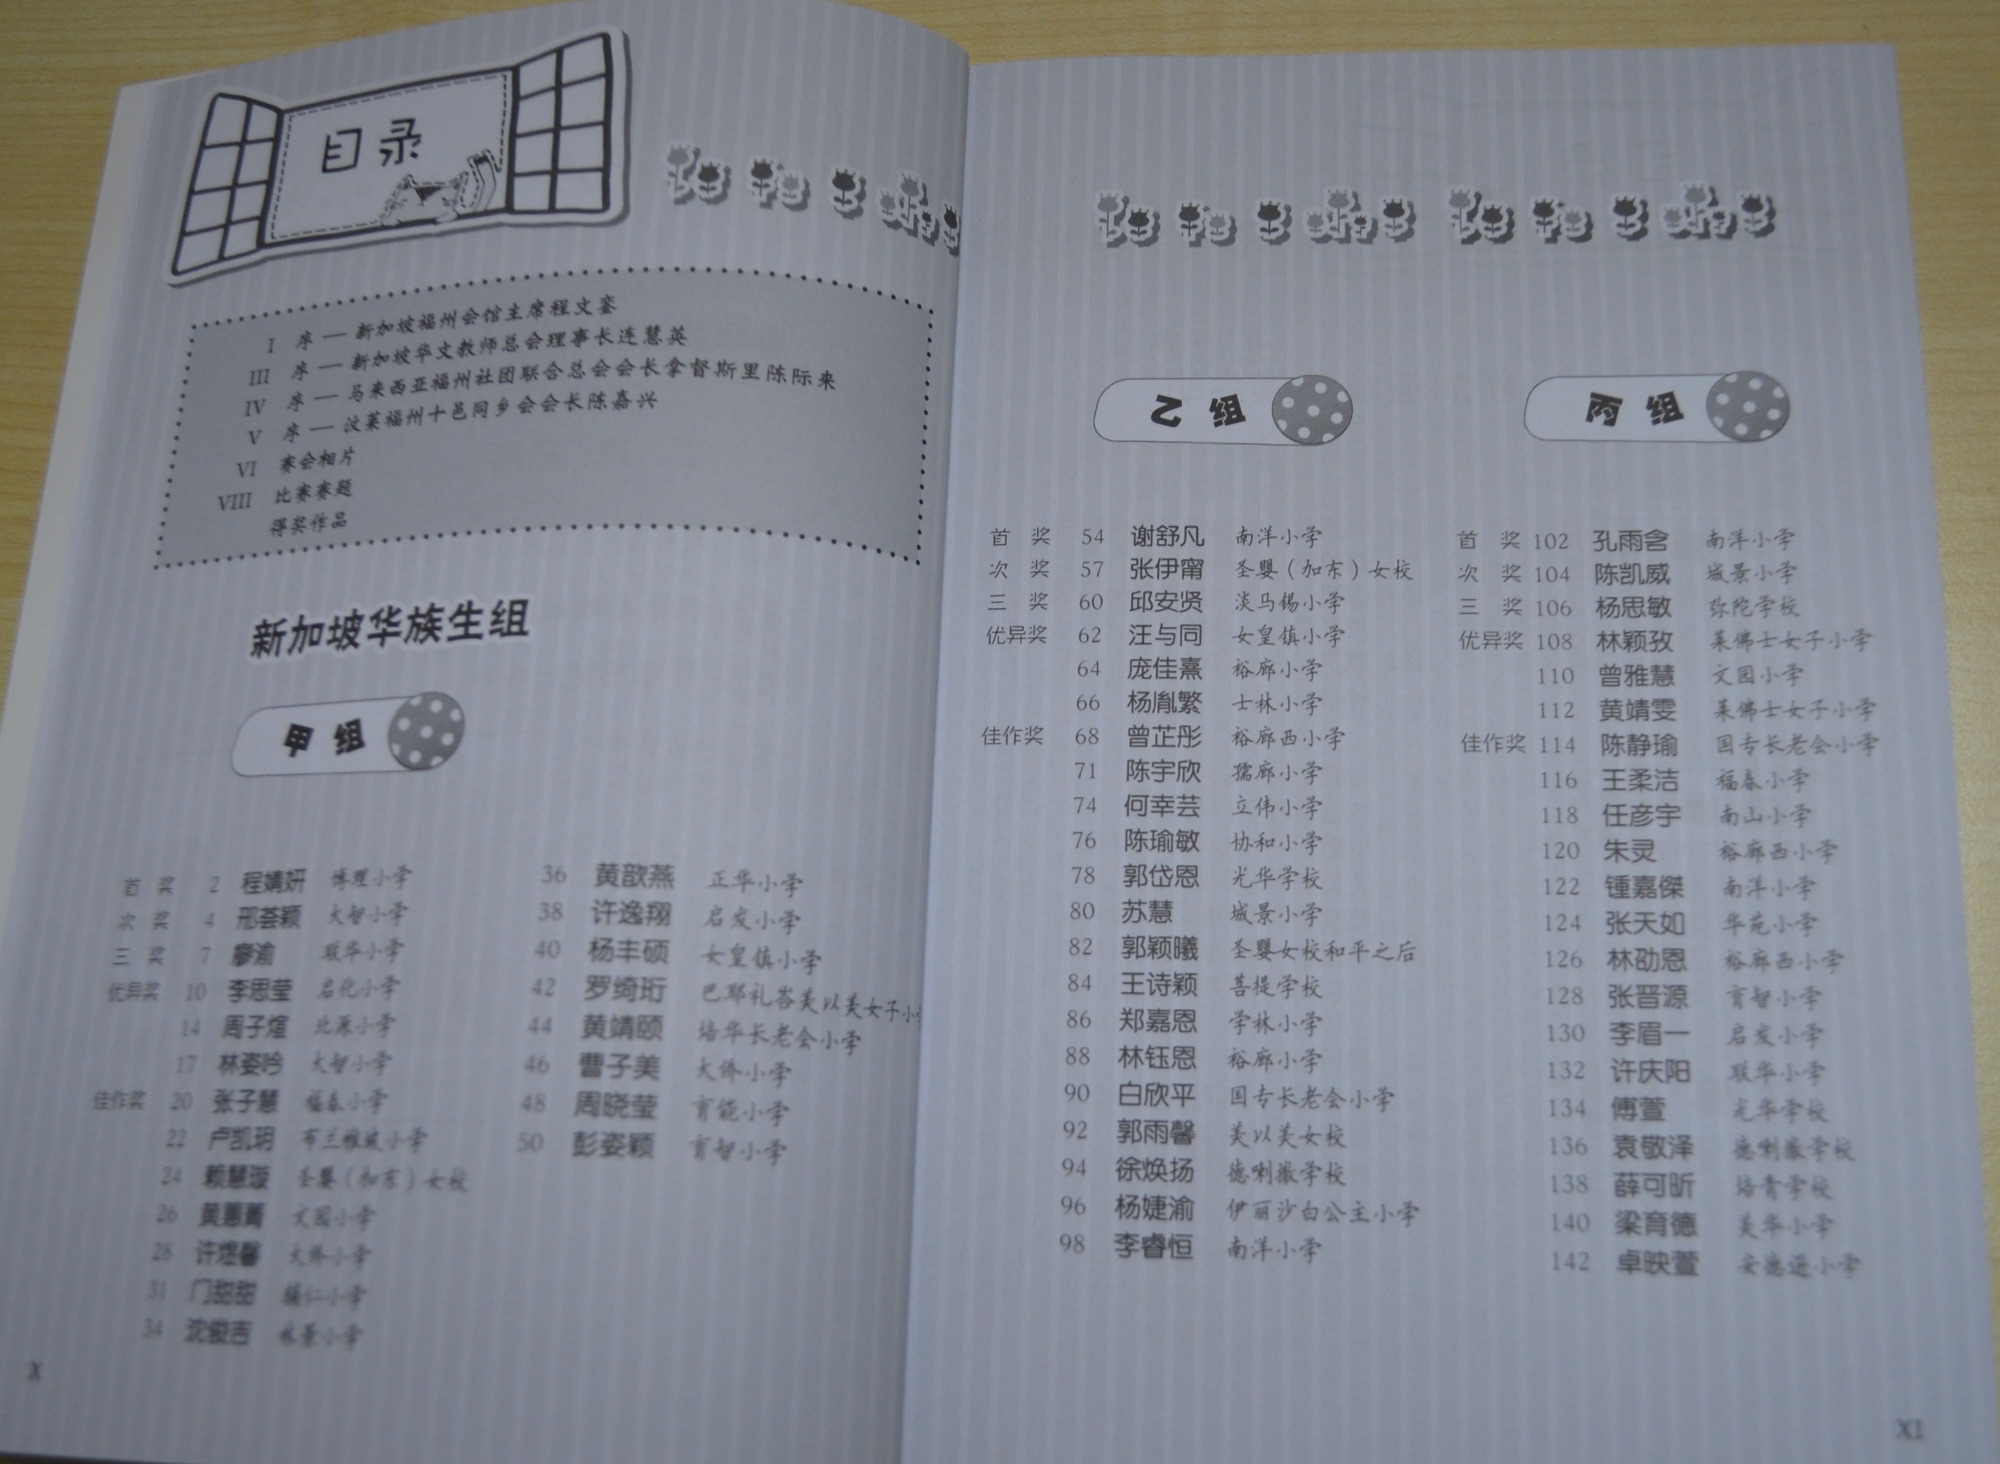 目录
I 序 — 新加坡福州会馆主席程文銮
III 序 — 新加坡华文教师总会理事长连慧英
IV 序 — 马来西亚福州社团联合总会会长拿督斯里陈际来
V 序 — 汶莱福州十邑同乡会会长陈嘉兴
VI 赛会相片
VIII 比赛赛题
得奖作品
新加坡华族生组
甲 组
首 奖 2 程婧妍 博理小学
次 奖 4 邢荟颖 大智小学
三 奖 7 廖渝 联华小学
优异奖 10 李思莹 启化小学
14 周子煊 北源小学
17 林姿吟 大智小学
佳作奖 20 张子慧 福春小学
22 卢凯玥 布兰雅坡小学
24 赖慧璇 圣婴（加东）女校
26 黄蕙菁 文园小学
28 许煜馨 大侨小学
31 门甜甜 辅仁小学
34 沈俊吉 林景小学
36 黄歆燕 正华小学
38 许逸翔 启发小学
40 杨丰硕 女皇镇小学
42 罗绮珩 巴耶礼峇美以美女子小
44 黄靖颐 培华长老会小学
46 曹子美 大侨小学
48 周晓莹 育能小学
50 彭姿颖 育智小学
X
乙 组
首 奖 54 谢舒凡 南洋小学
次 奖 57 张伊甯 圣婴（加东）女校
三 奖 60 邱安贤 淡马锡小学
优异奖 62 汪与同 女皇镇小学
64 庞佳熹 裕廊小学
66 杨胤繁 士林小学
佳作奖 68 曾芷彤 裕廊西小学
71 陈宇欣 孺廊小学
74 何幸芸 立伟小学
76 陈瑜敏 协和小学
78 郭岱恩 光华学校
80 苏慧 城景小学
82 郭颖曦 圣婴女校和平之后
84 王诗颖 菩提学校
86 郑嘉恩 学林小学
88 林钰恩 裕廊小学
90 白欣平 国专长老会小学
92 郭雨馨 美以美女校
94 徐焕扬 德喇撒学校
96 杨婕渝 伊丽沙白公主小学
98 李睿恒 南洋小学
丙 组
首 奖 102 孔雨含 南洋小学
次 奖 104 陈凯威 城景小学
三 奖 106 杨思敏 弥陀学校
优异奖 108 林颖孜 莱佛士女子小学
110 曾雅慧 文园小学
112 黄靖雯 莱佛士女子小学
佳作奖 114 陈静瑜 国专长老会小学
116 王柔洁 福春小学
118 任彦宇 南山小学
120 朱灵 裕廊西小学
122 锺嘉傑 南洋小学
124 张天如 华苑小学
126 林劭恩 裕廊西小学
128 张晋源 育智小学
130 李眉一 启发小学
132 许庆阳 联华小学
134 傅萱 光华学校
136 袁敬泽 德喇撒学校
138 薛可昕 培青学校
140 梁育德 美华小学
142 卓映萱 安德逊小学
XI